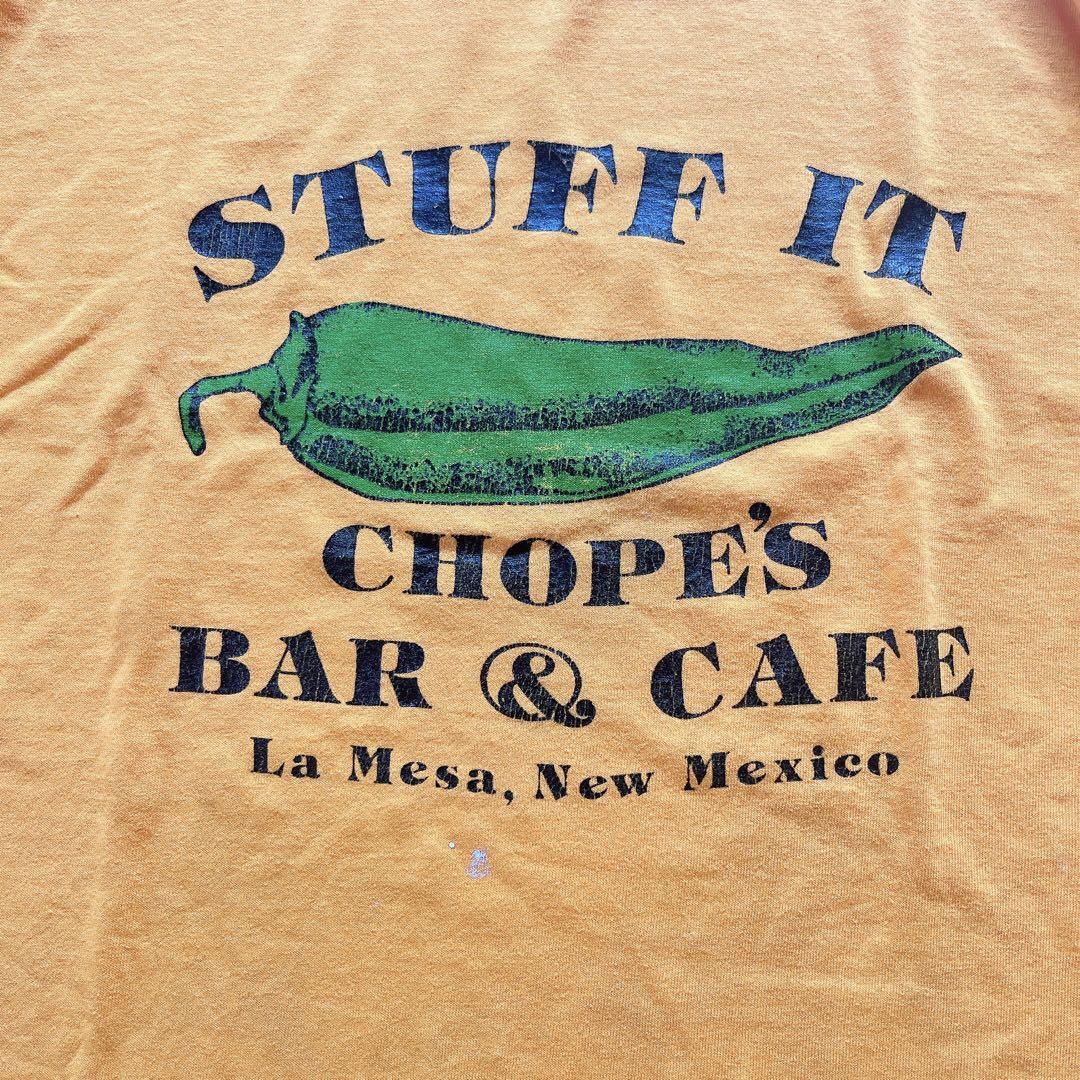 STUFF IT
CHOPE'S
BAR & CAFE
La Mesa, New Mexico